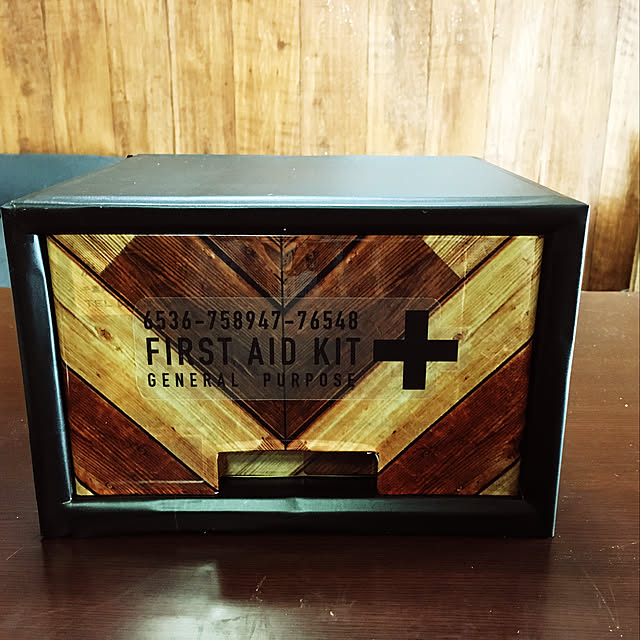 6536-758947-76548
FIRST AID KIT
GENERAL PURPOSE